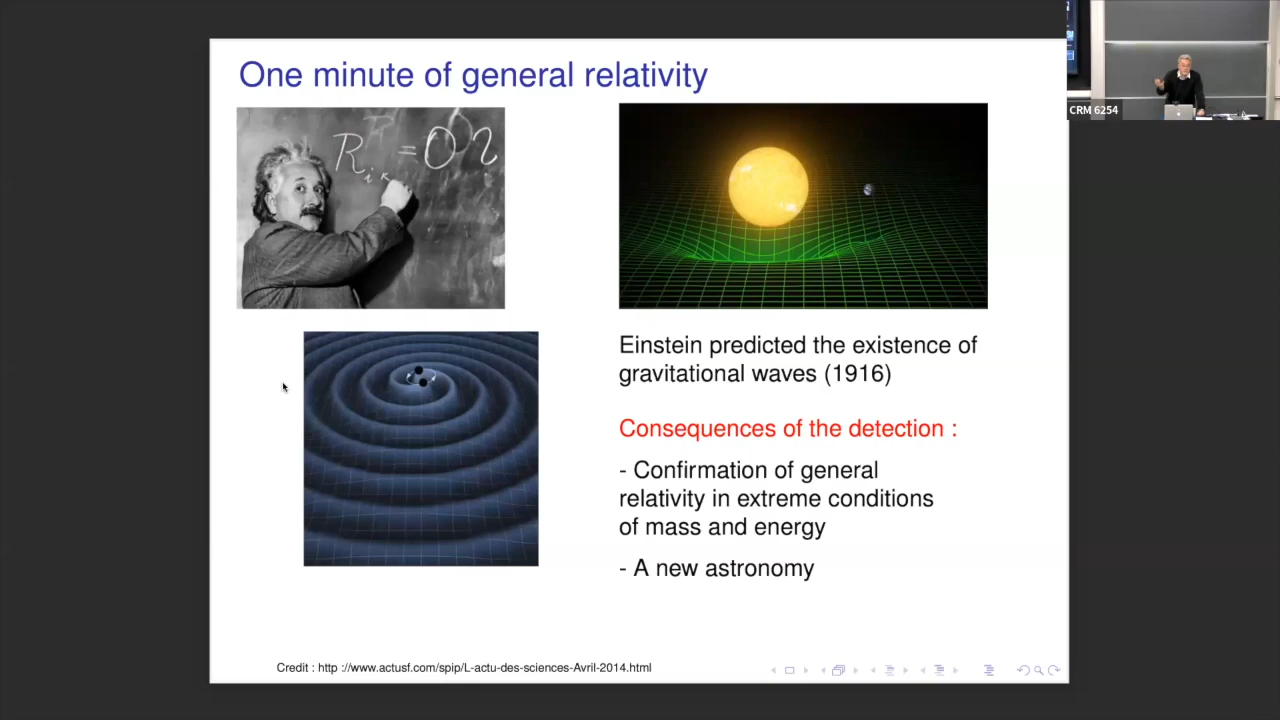 One minute of general relativity
CRM 6254
R i κ = 0 ?
Einstein predicted the existence of
gravitational waves (1916)
Consequences of the detection :
- Confirmation of general
relativity in extreme conditions
of mass and energy
- A new astronomy
Credit : http ://www.actusf.com/spip/L-actu-des-sciences-Avril-2014.html